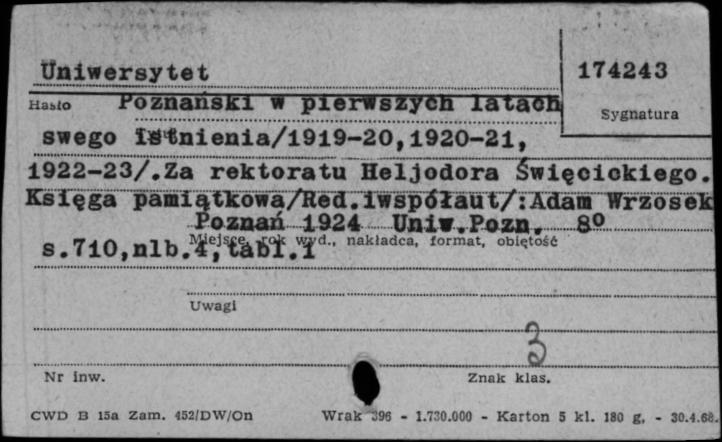 Uniwersytet
174243
Hasło
Poznański w pierwszych latach
Sygnatura
swego istnienia/1919-20,1920-21,
1922-23/.Za rektoratu Heljodora Święcickiego.
Księga pamiątkowa/Red.iwspółaut/:Adam Wrzosek
Poznań 1924 Uniw.Pozn. 8º
Miejsce, rok wyd., nakładca, format, obiętość
s.710,nlb.4,tabl.1
Uwagi
3
Nr inw.
Znak klas.
CWD B 15a Zam. 452/DW/On
Wrak 396 - 1.730.000 - Karton 5 kl. 180 g. - 30.4.68.